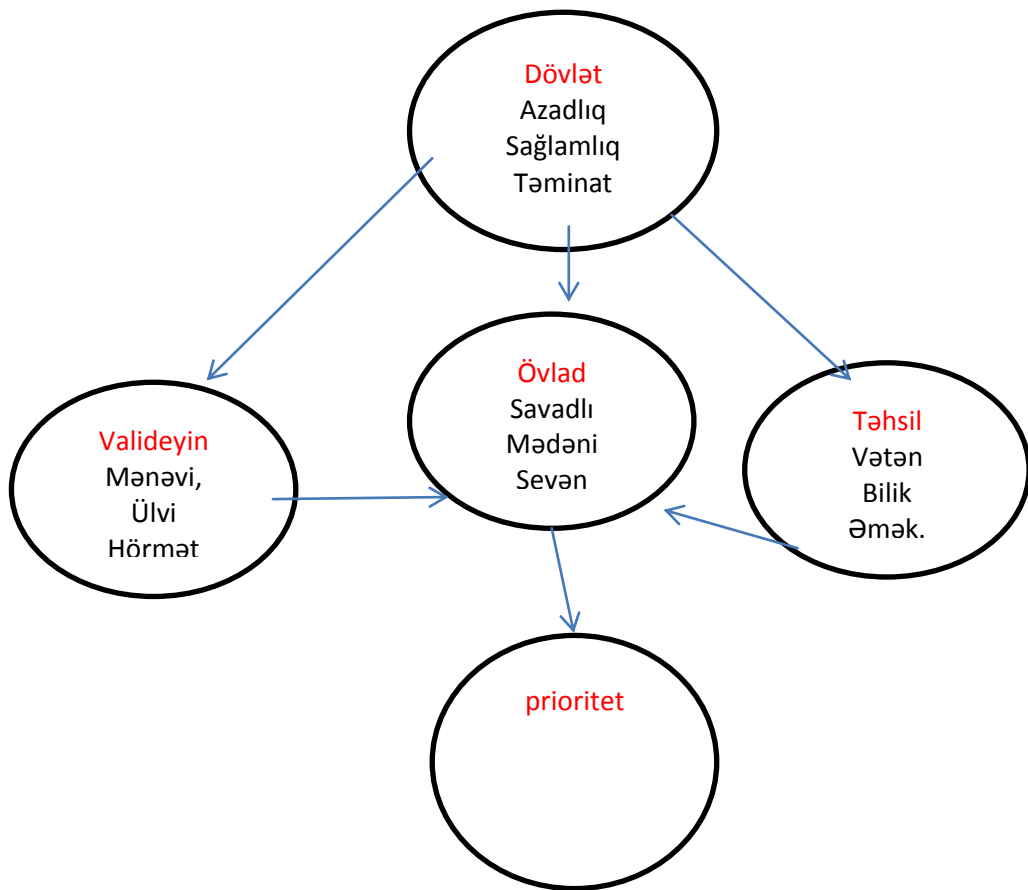 Dövlət
Azadlıq
Sağlamlıq
Təminat
Valideyin
Mənəvi,
Ülvi
Hörmət
Övlad
Savadlı
Mədəni
Sevən
Təhsil
Vətən
Bilik
Əmək.
prioritet